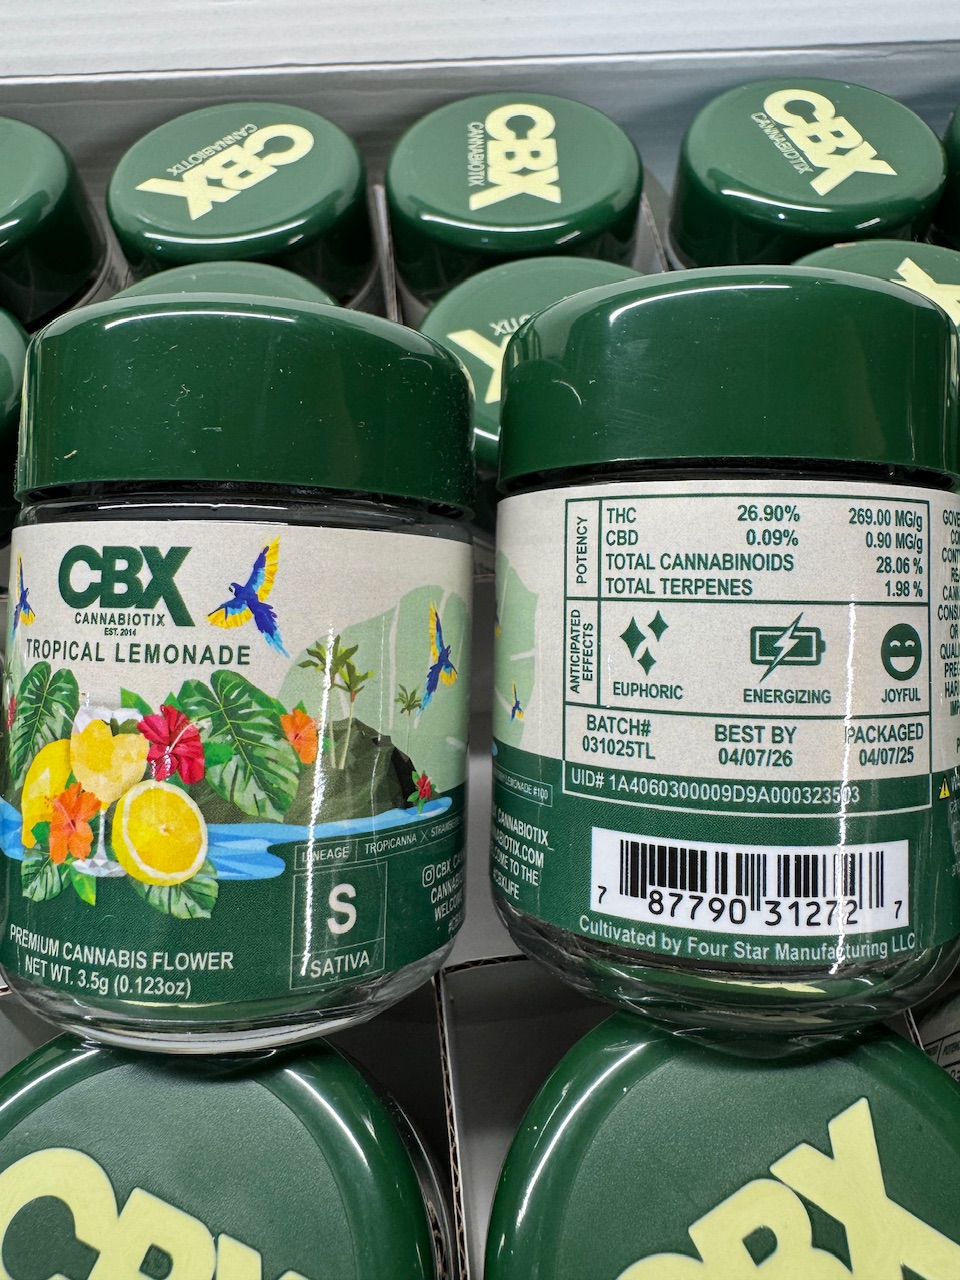 CBX
CANNABIOTIX
CBX
CANNABIOTIX
CBX
CANNABIOTIX
CBX
CANNABIOTIX
EST. 2014
TROPICAL LEMONADE
LINEAGE TROPICANNA X
S
SATIVA
PREMIUM CANNABIS FLOWER
NET WT. 3.5g (0.123oz)
POTENCY
THC 26.90% 269.00 MG/g
CBD 0.09% 0.90 MG/g
TOTAL CANNABINOIDS 28.06 %
TOTAL TERPENES 1.98 %
ANTICIPATED EFFECTS
EUPHORIC ENERGIZING JOYFUL
BATCH# BEST BY PACKAGED
031025TL 04/07/26 04/07/25
UID# 1A4060300009D9A000323503
7 87790 31272 7
Cultivated by Four Star Manufacturing LLC
CBX
CBX